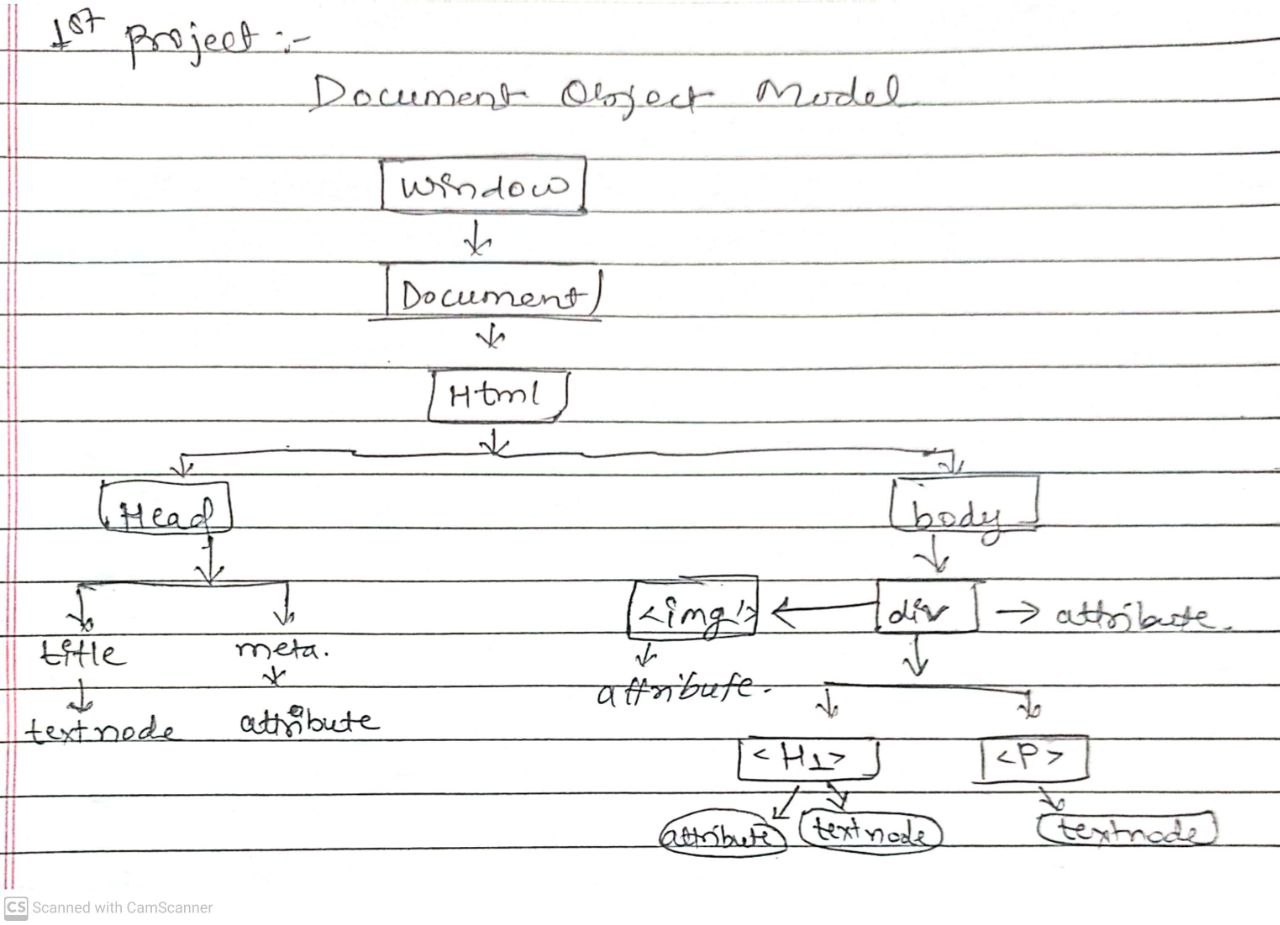 1st Project :-
Document Object Model
Window
Document
Html
Head body
<img> div attribute.
title meta.
attribute.
textnode attribute
<H1> <P>
attribute textnode textnode
CS Scanned with CamScanner